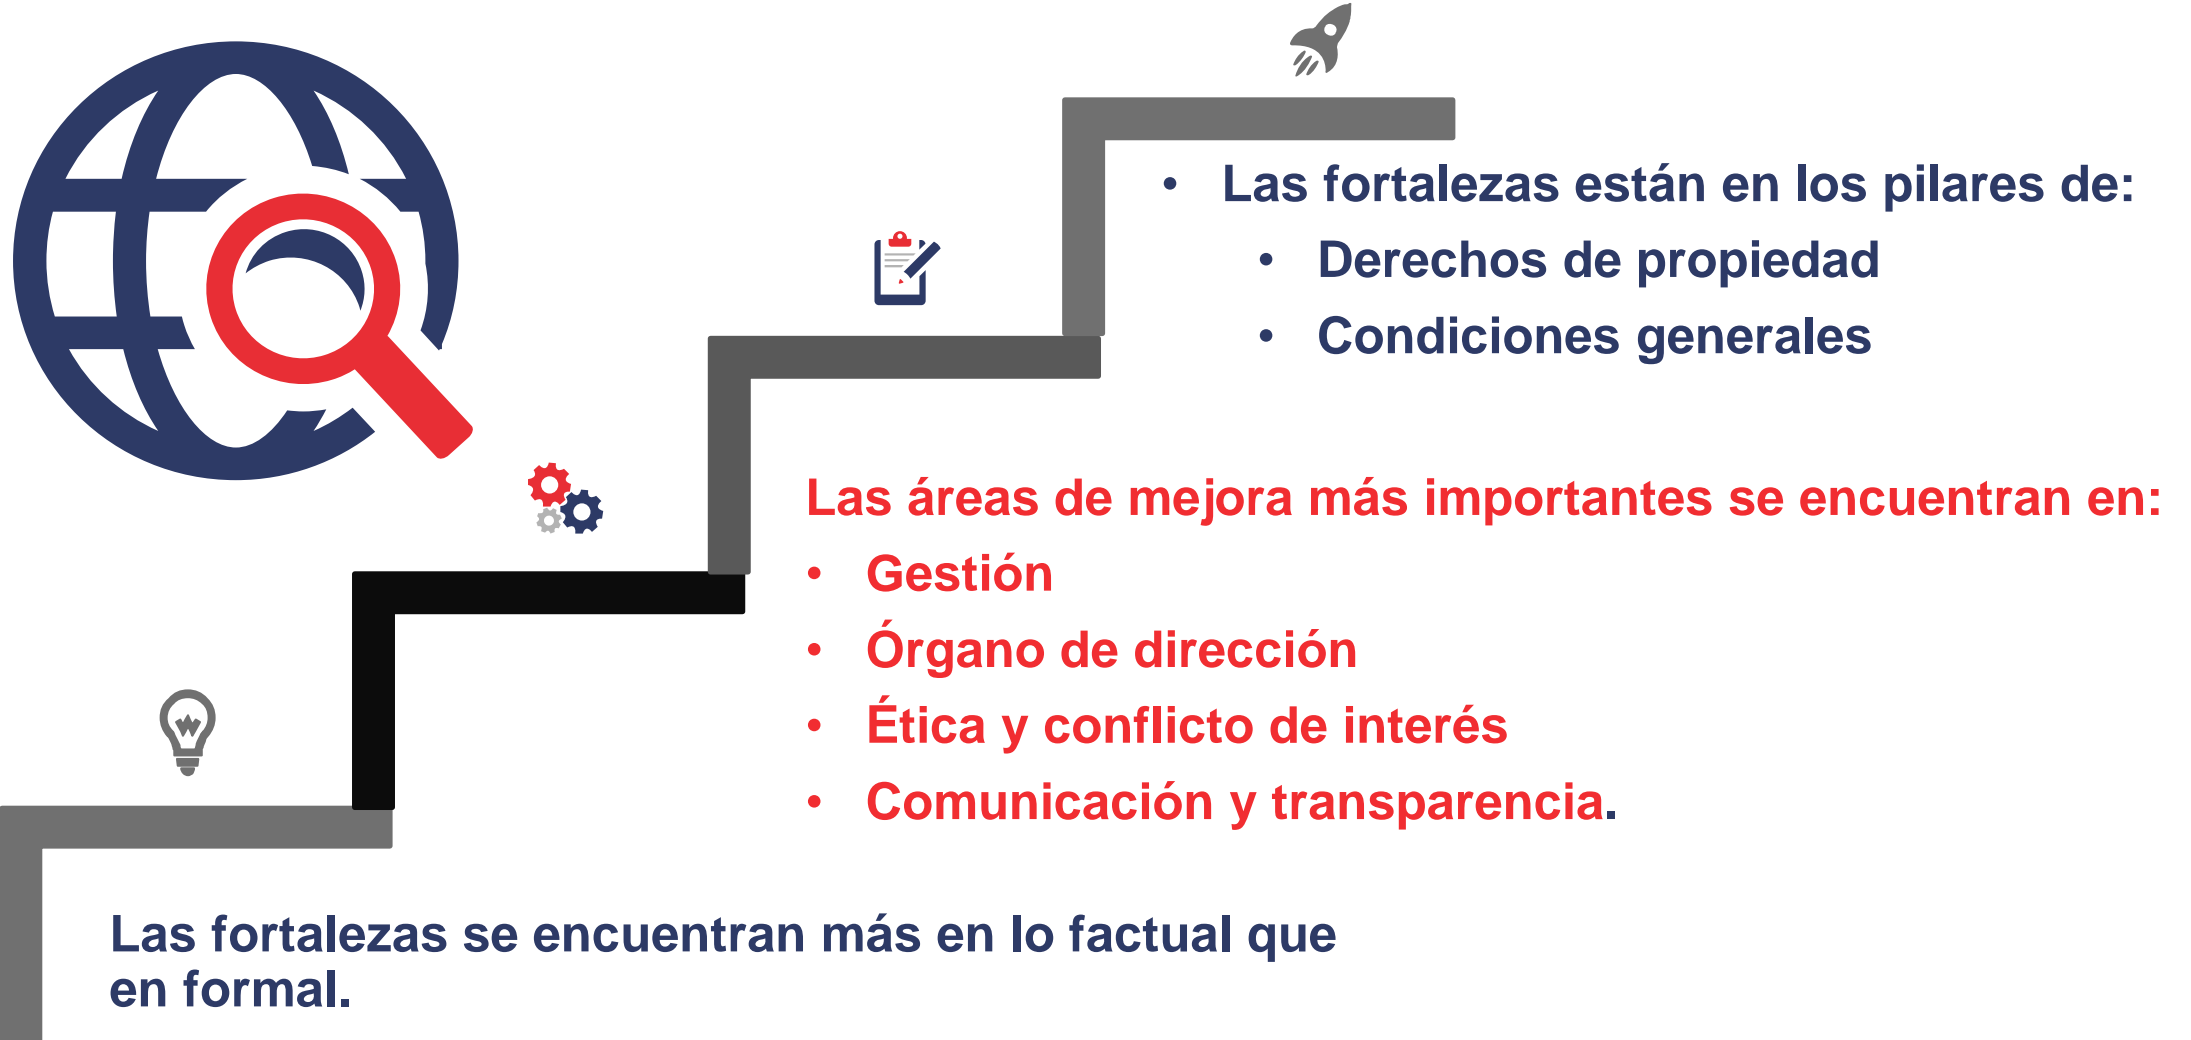 • Las fortalezas están en los pilares de:
• Derechos de propiedad
• Condiciones generales
Las áreas de mejora más importantes se encuentran en:
• Gestión
• Órgano de dirección
• Ética y conflicto de interés
• Comunicación y transparencia.
Las fortalezas se encuentran más en lo factual que
en formal.